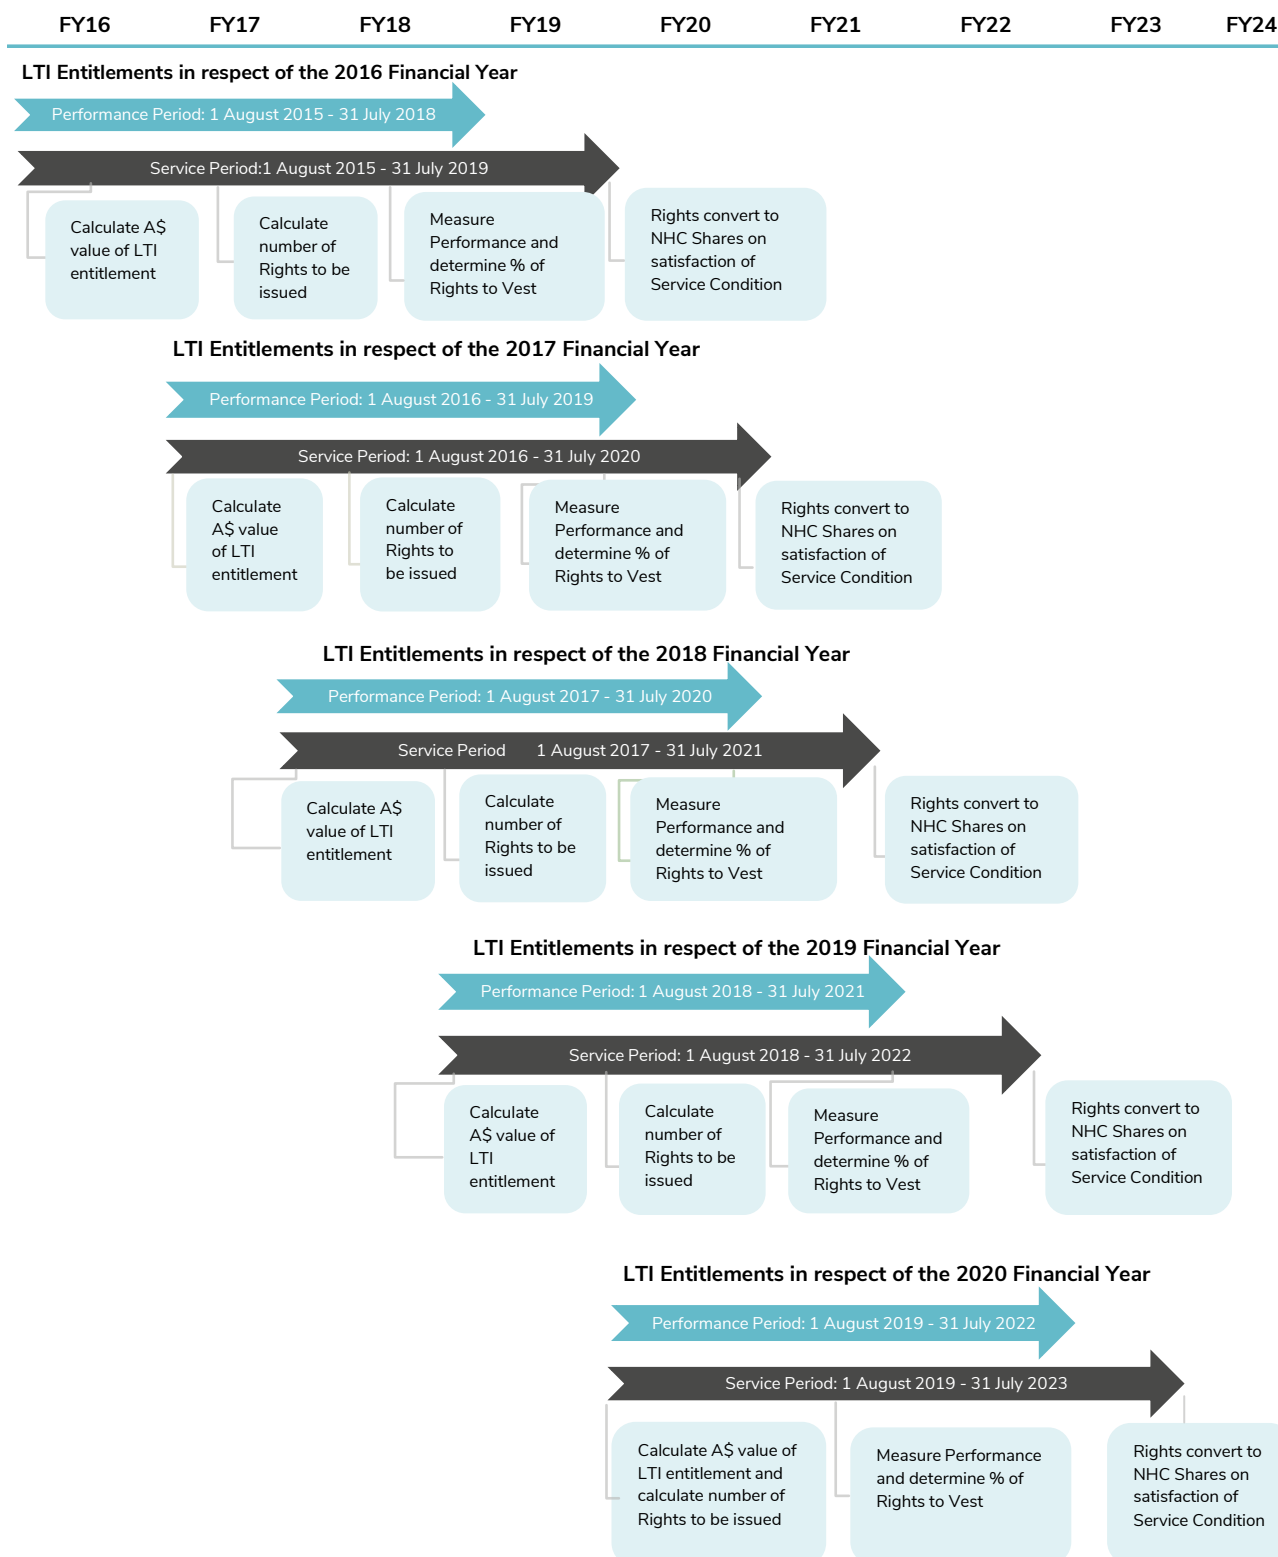 FY16 FY17 FY18 FY19 FY20 FY21 FY22 FY23 FY24
LTI Entitlements in respect of the 2016 Financial Year
Performance Period: 1 August 2015 - 31 July 2018
Service Period:1 August 2015 - 31 July 2019
Calculate A$
value of LTI
entitlement
Calculate
number of
Rights to be
issued
Measure
Performance and
determine % of
Rights to Vest
Rights convert to
NHC Shares on
satisfaction of
Service Condition
LTI Entitlements in respect of the 2017 Financial Year
Performance Period: 1 August 2016 - 31 July 2019
Service Period: 1 August 2016 - 31 July 2020
Calculate
A$ value
of LTI
entitlement
Calculate
number of
Rights to
be issued
Measure
Performance and
determine % of
Rights to Vest
Rights convert to
NHC Shares on
satisfaction of
Service Condition
LTI Entitlements in respect of the 2018 Financial Year
Performance Period: 1 August 2017 - 31 July 2020
Service Period 1 August 2017 - 31 July 2021
Calculate A$
value of LTI
entitlement
Calculate
number of
Rights to be
issued
Measure
Performance and
determine % of
Rights to Vest
Rights convert to
NHC Shares on
satisfaction of
Service Condition
LTI Entitlements in respect of the 2019 Financial Year
Performance Period: 1 August 2018 - 31 July 2021
Service Period: 1 August 2018 - 31 July 2022
Calculate
A$ value of
LTI
entitlement
Calculate
number of
Rights to be
issued
Measure
Performance and
determine % of
Rights to Vest
Rights convert to
NHC Shares on
satisfaction of
Service Condition
LTI Entitlements in respect of the 2020 Financial Year
Performance Period: 1 August 2019 - 31 July 2022
Service Period: 1 August 2019 - 31 July 2023
Calculate A$ value of
LTI entitlement and
calculate number of
Rights to be issued
Measure Performance
and determine % of
Rights to Vest
Rights convert to
NHC Shares on
satisfaction of
Service Condition